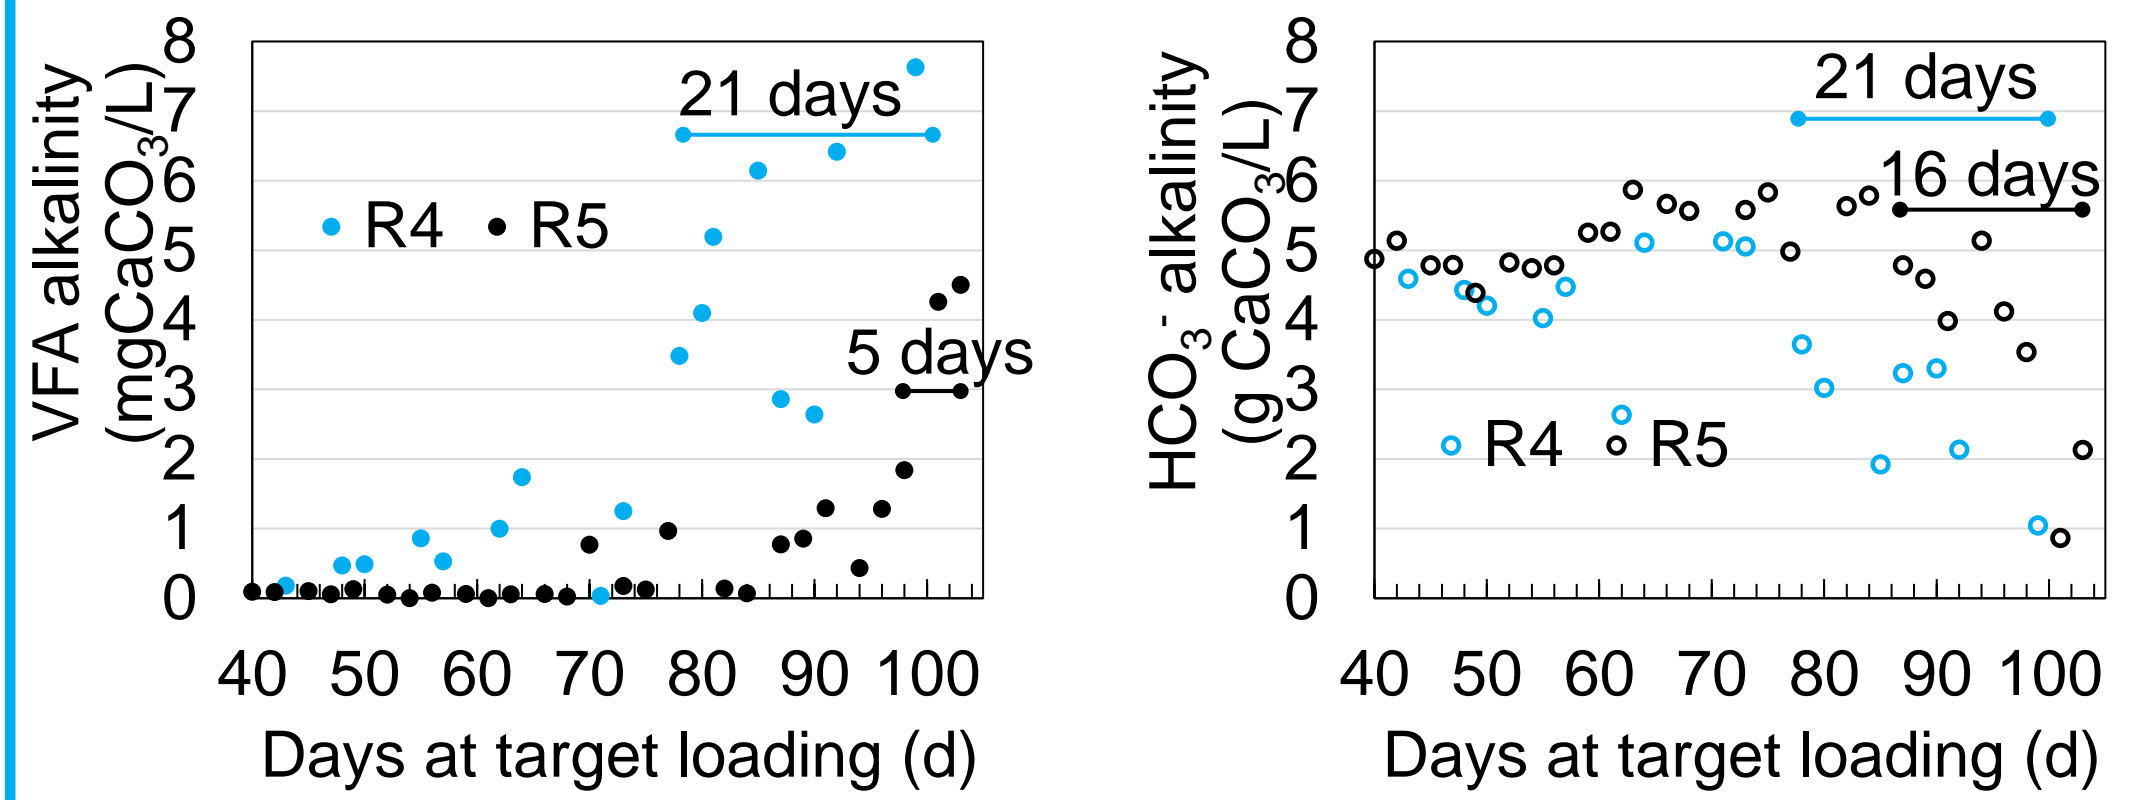 VFA alkalinity
(mgCaCO₃/L)
8
7
6
5
4
3
2
1
0
21 days
R4 R5
5 days
40 50 60 70 80 90 100
Days at target loading (d)
HCO₃⁻ alkalinity
(g CaCO₃/L)
8
7
6
5
4
3
2
1
0
21 days
16 days
R4 R5
40 50 60 70 80 90 100
Days at target loading (d)